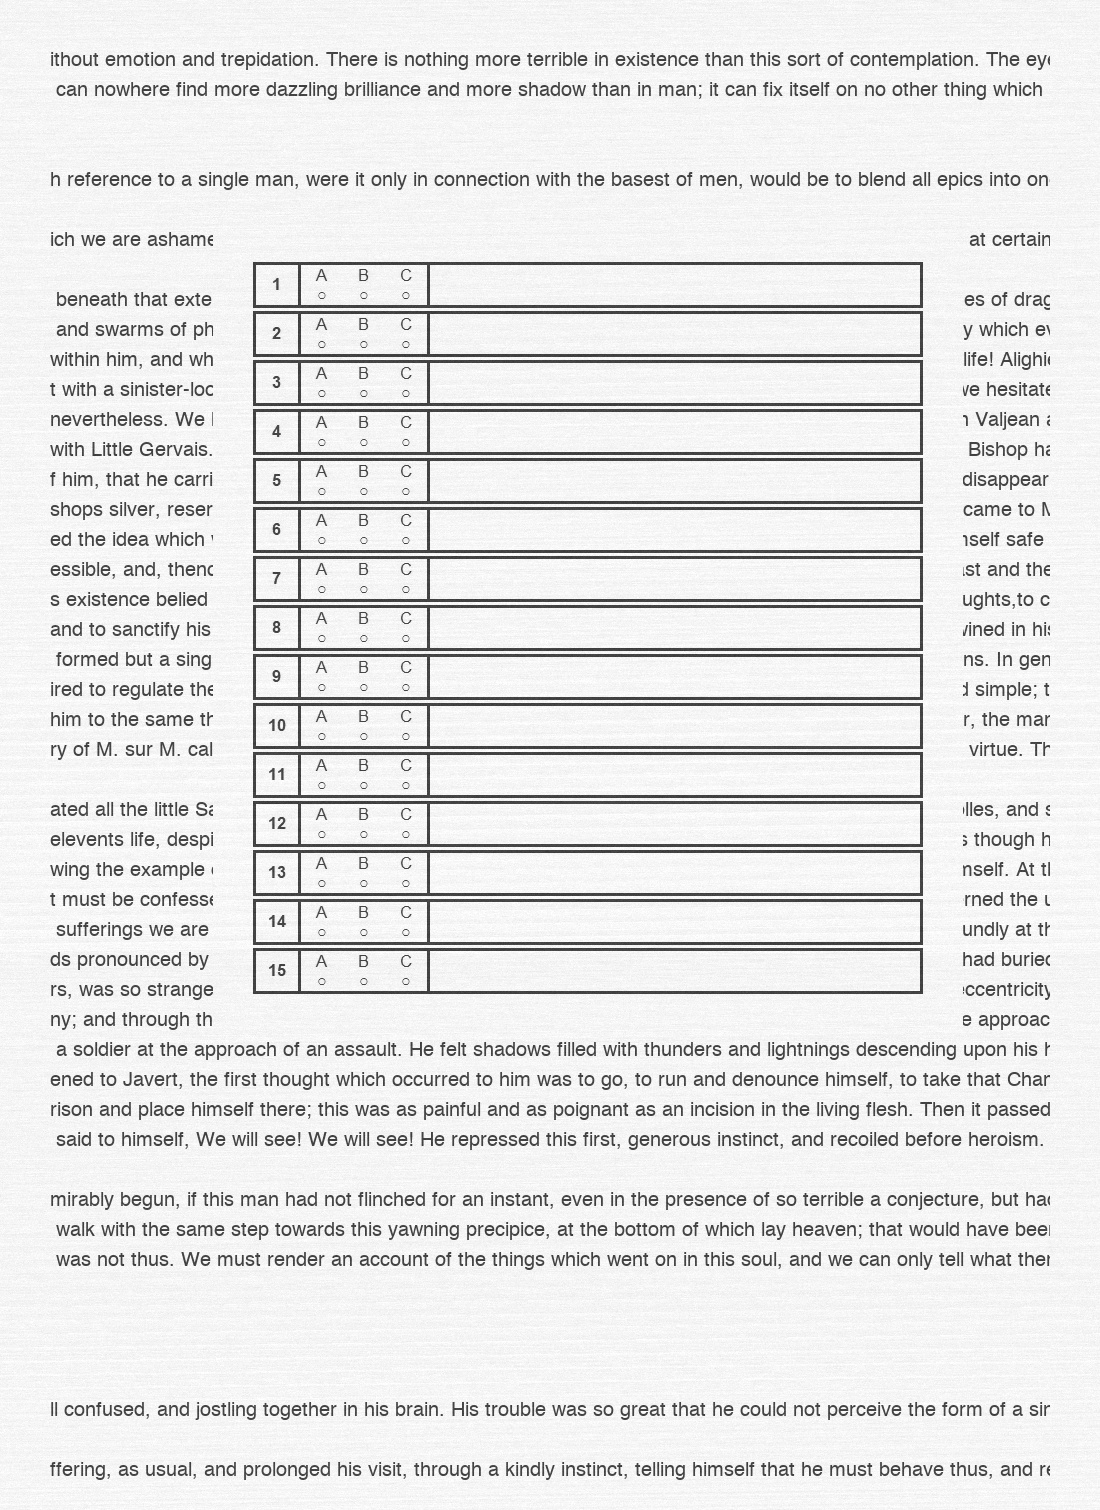 ithout emotion and trepidation. There is nothing more terrible in existence than this sort of contemplation. The eye
can nowhere find more dazzling brilliance and more shadow than in man; it can fix itself on no other thing which
h reference to a single man, were it only in connection with the basest of men, would be to blend all epics into on
ich we are ashame at certain
beneath that exte es of drag
and swarms of ph y which ev
within him, and wh life! Alighie
t with a sinister-loo we hesitate
nevertheless. We n Valjean a
with Little Gervais. Bishop ha
f him, that he carri disappear
shops silver, reser came to M
ed the idea which nself safe
essible, and, thenc ast and the
s existence belied ughts,to c
and to sanctify his wined in his
formed but a sing ns. In gen
ired to regulate the d simple; t
him to the same th r, the man
ry of M. sur M. cal virtue. Th
ated all the little Sa olles, and s
elevents life, despi s though h
wing the example mself. At th
t must be confesse rned the u
sufferings we are undly at th
ds pronounced by had buried
rs, was so strange eccentricity
ny; and through th e approac
1 A B C
2 A B C
3 A B C
4 A B C
5 A B C
6 A B C
7 A B C
8 A B C
9 A B C
10 A B C
11 A B C
12 A B C
13 A B C
14 A B C
15 A B C
a soldier at the approach of an assault. He felt shadows filled with thunders and lightnings descending upon his h
ened to Javert, the first thought which occurred to him was to go, to run and denounce himself, to take that Cham
rison and place himself there; this was as painful and as poignant as an incision in the living flesh. Then it passed
said to himself, We will see! We will see! He repressed this first, generous instinct, and recoiled before heroism.
mirably begun, if this man had not flinched for an instant, even in the presence of so terrible a conjecture, but had
walk with the same step towards this yawning precipice, at the bottom of which lay heaven; that would have been
was not thus. We must render an account of the things which went on in this soul, and we can only tell what ther
ll confused, and jostling together in his brain. His trouble was so great that he could not perceive the form of a sin
ffering, as usual, and prolonged his visit, through a kindly instinct, telling himself that he must behave thus, and re